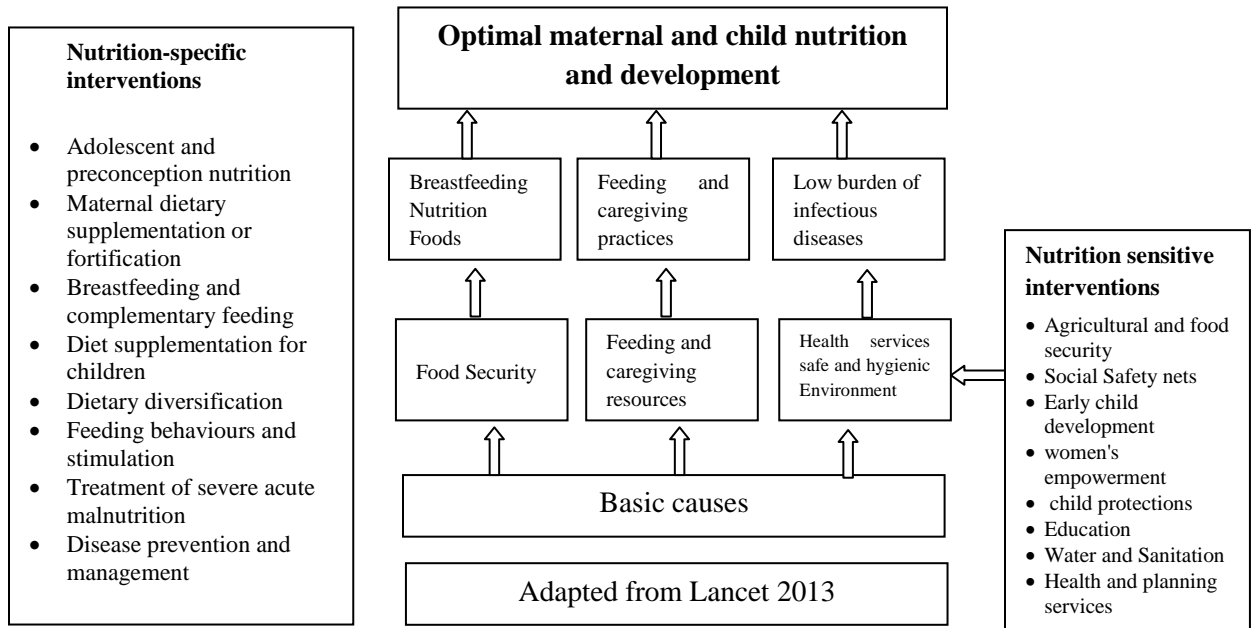 Nutrition-specific
interventions
• Adolescent and
preconception nutrition
• Maternal dietary
supplementation or
fortification
• Breastfeeding and
complementary feeding
• Diet supplementation for
children
• Dietary diversification
• Feeding behaviours and
stimulation
• Treatment of severe acute
malnutrition
• Disease prevention and
management
Optimal maternal and child nutrition
and development
Breastfeeding
Nutrition
Foods
Feeding and
caregiving
practices
Low burden of
infectious
diseases
Food Security
Feeding and
caregiving
resources
Health services
safe and hygienic
Environment
Basic causes
Adapted from Lancet 2013
Nutrition sensitive
interventions
• Agricultural and food
security
• Social Safety nets
• Early child
development
• women's
empowerment
• child protections
• Education
• Water and Sanitation
• Health and planning
services